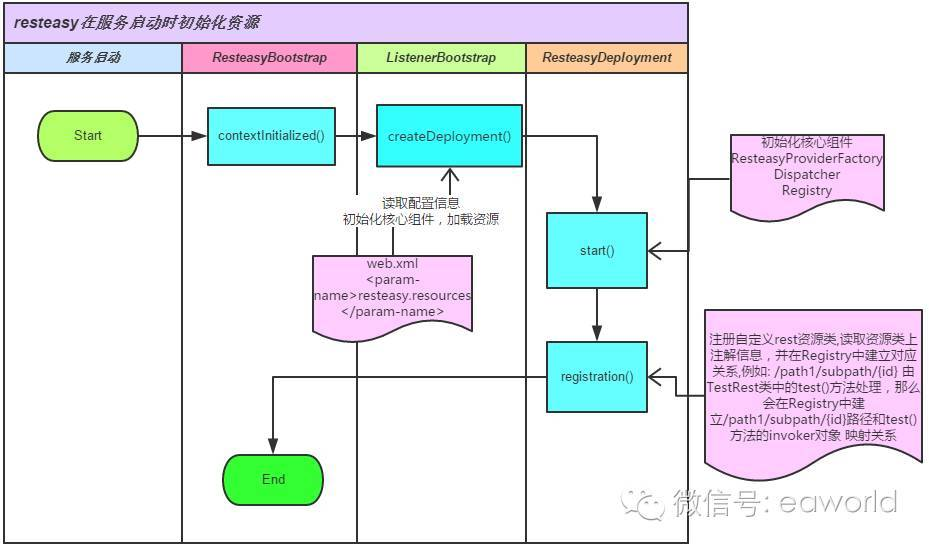 resteasy在服务启动时初始化资源
服务启动
ResteasyBootstrap
ListenerBootstrap
ResteasyDeployment
Start
contextInitialized()
createDeployment()
初始化核心组件
ResteasyProviderFactory
Dispatcher
Registry
读取配置信息
初始化核心组件，加载资源
start()
web.xml
<param-
name>resteasy.resources
</param-name>
注册自定义rest资源类,读取资源类上
注解信息，并在Registry中建立对应
关系,例如: /path1/subpath/{id} 由
TestRest类中的test()方法处理，那么
会在Registry中建
立/path1/subpath/{id}路径和test()
方法的invoker对象 映射关系
registration()
End
微信号: eaworld